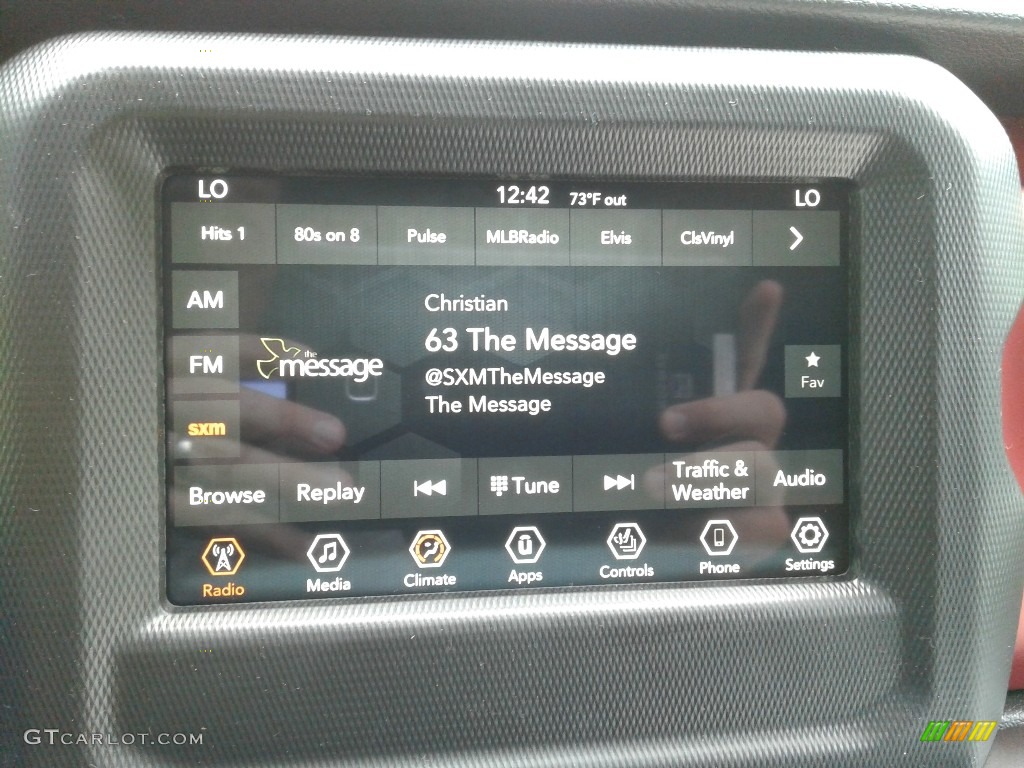 LO 12:42 73°F out LO
Hits 1 80s on 8 Pulse MLBRadio Elvis ClsVinyl
AM
FM
sxm
the message
Christian
63 The Message
@SXMTheMessage
The Message
Fav
Browse Replay Tune Traffic & Weather Audio
Radio Media Climate Apps Controls Phone Settings
GTCARLOT.COM